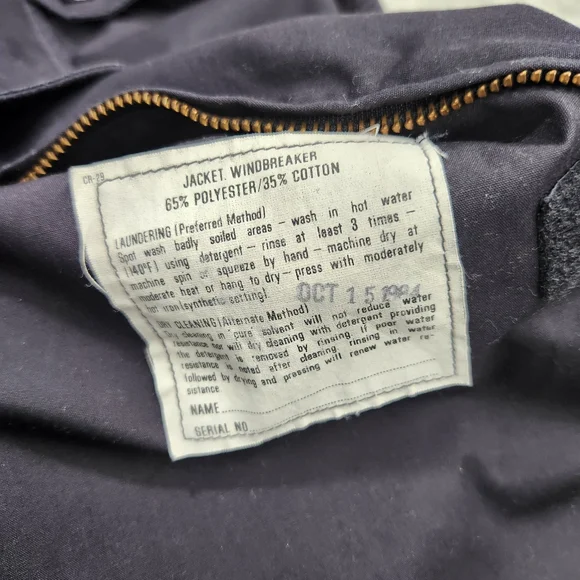 CR-29
JACKET, WINDBREAKER
65% POLYESTER/35% COTTON
LAUNDERING (Preferred Method)
Spot wash badly soiled areas - wash in hot water
(140°F) using detergent - rinse at least 3 times -
machine spin or squeeze by hand - machine dry at
moderate heat or hang to dry - press with moderately
hot iron (synthetic setting)
OCT 15 1984
DRY CLEANING (Alternate Method)
Dry cleaning in pure solvent will not reduce water
resistance nor will dry cleaning with detergent providing
the detergent is removed by rinsing. If poor water
resistance is noted after cleaning rinsing in water
followed by drying and pressing will renew water re-
sistance
NAME
SERIAL NO